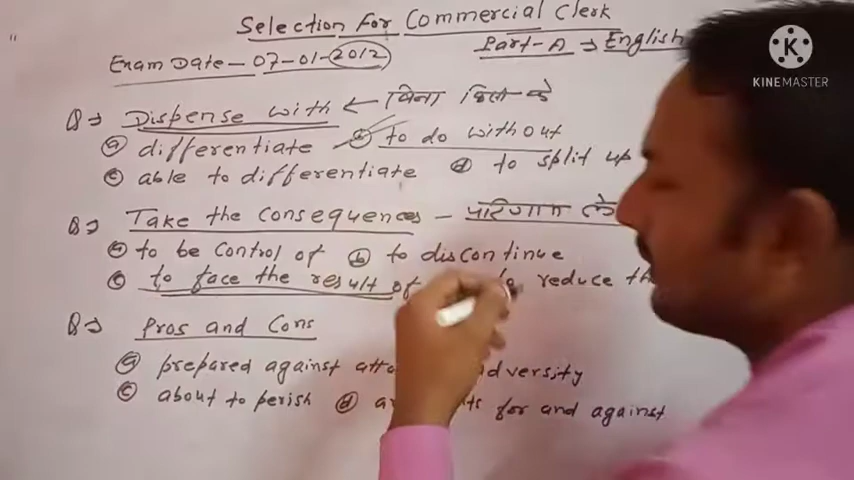 Selection For Commercial Clerk
Exam Date - 07-01-2012 Part-A ⇒ English
K
KINEMASTER
Q⇒ Dispense with ← बिना किसी के
(a) differentiate (b) to do without
(c) able to differentiate (d) to split up
Q⇒ Take the Consequences - परिणाम
(a) to be Control of (b) to discontinue
(c) to face the result of reduce
Q⇒ Pros and Cons
(a) prepared against
(c) about to perish (d) for and against